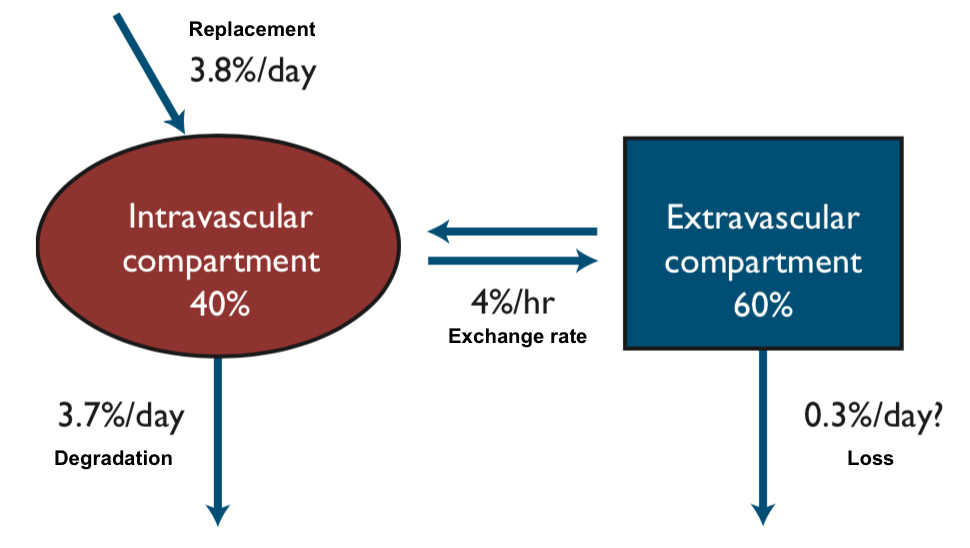 Replacement
3.8%/day
Intravascular
compartment
40%
Extravascular
compartment
60%
4%/hr
Exchange rate
3.7%/day
Degradation
0.3%/day?
Loss